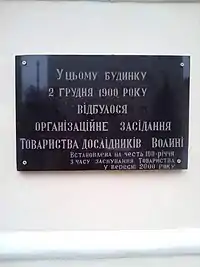 У цьому будинку
2 грудня 1900 року
відбулося
організаційне засідання
Товариства дослідників Волині
Встановлена на честь 100-річчя
з часу заснування Товариства
у вересні 2000 року